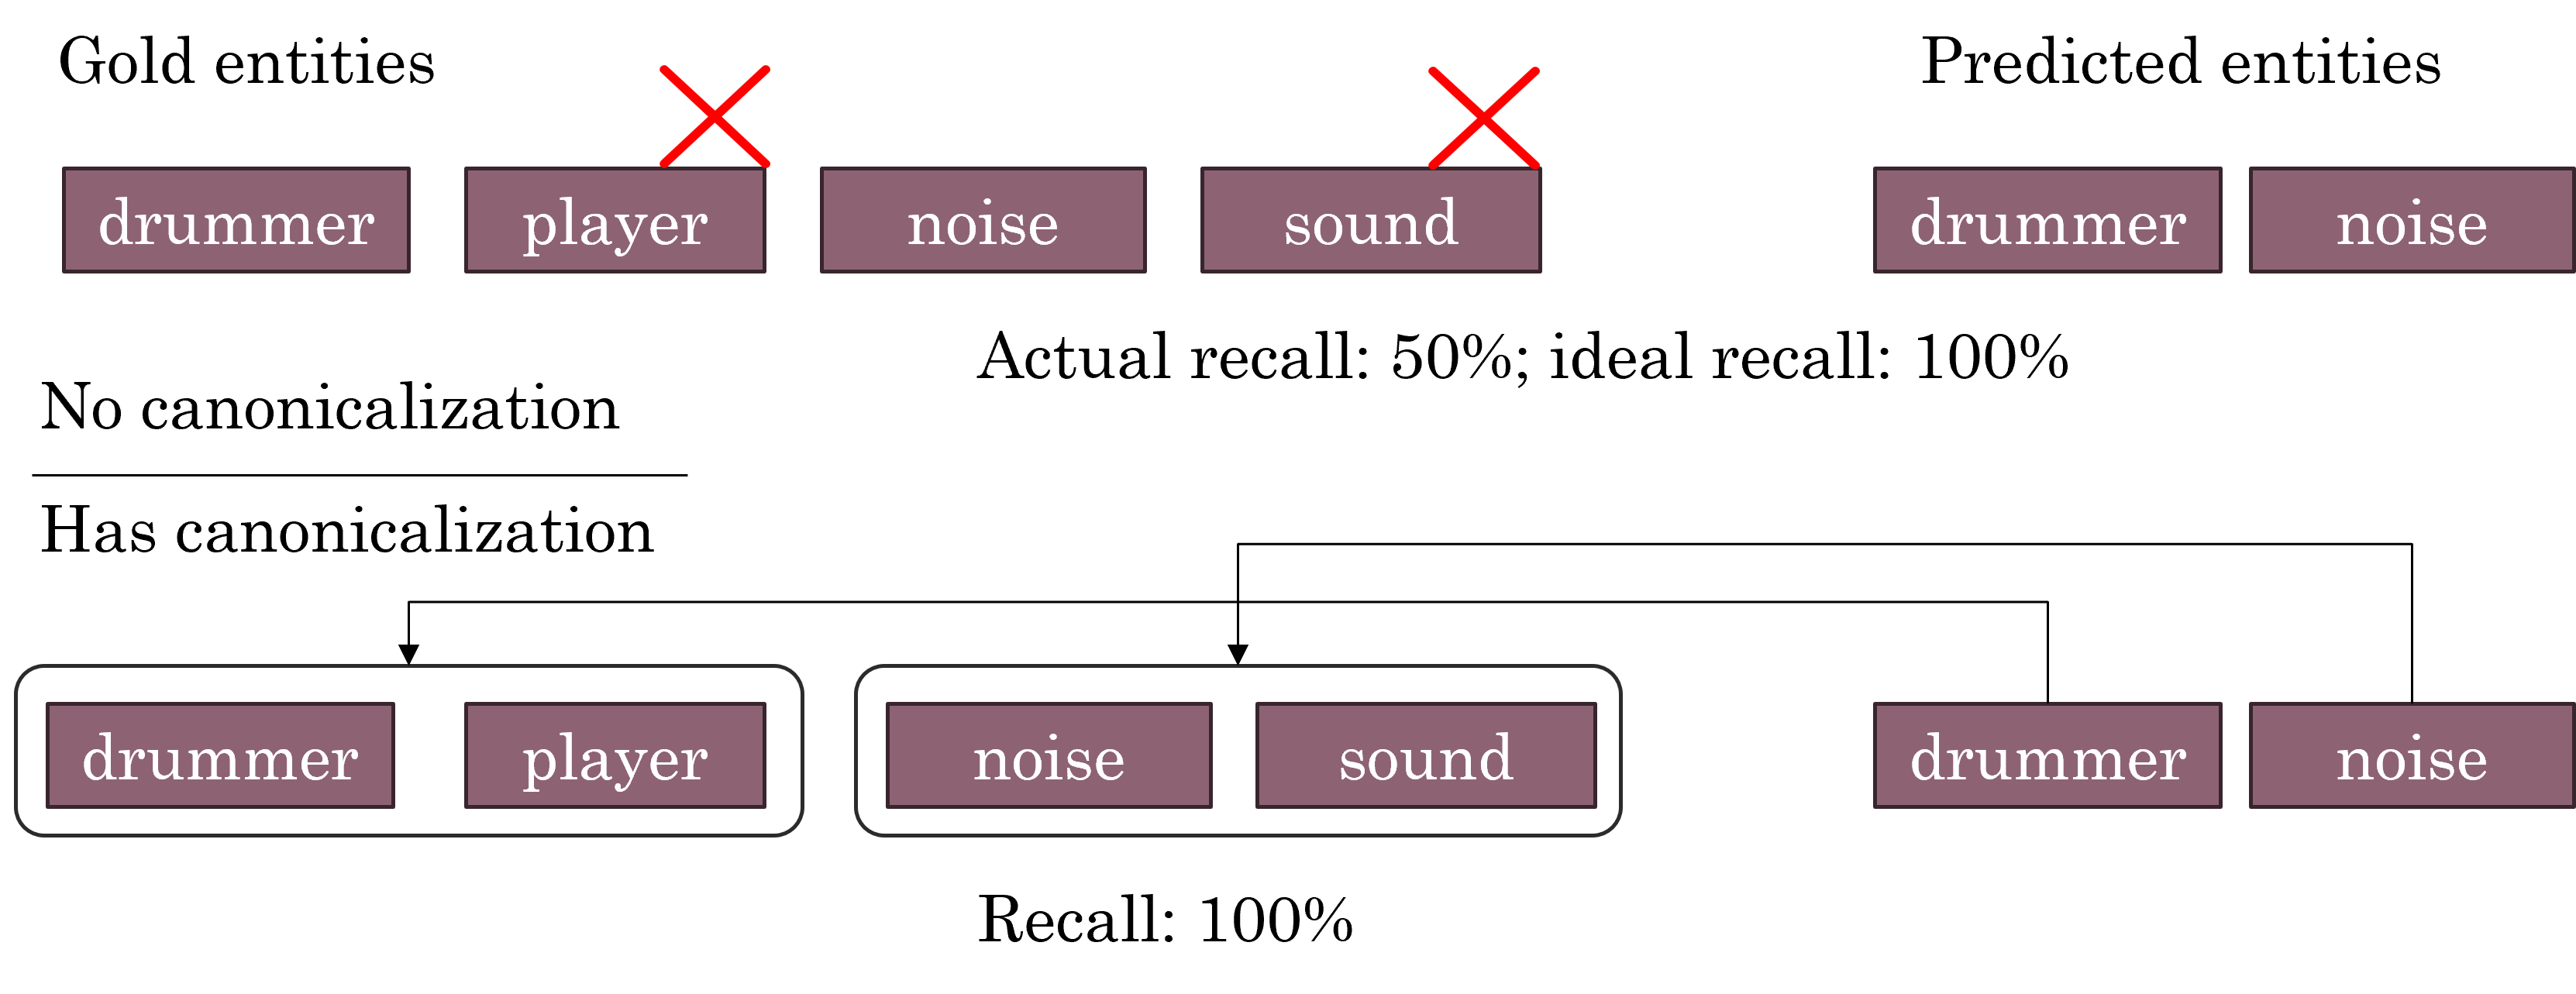 Gold entities
Predicted entities
drummer
player
noise
sound
drummer
noise
Actual recall: 50%; ideal recall: 100%
No canonicalization
Has canonicalization
drummer
player
noise
sound
drummer
noise
Recall: 100%